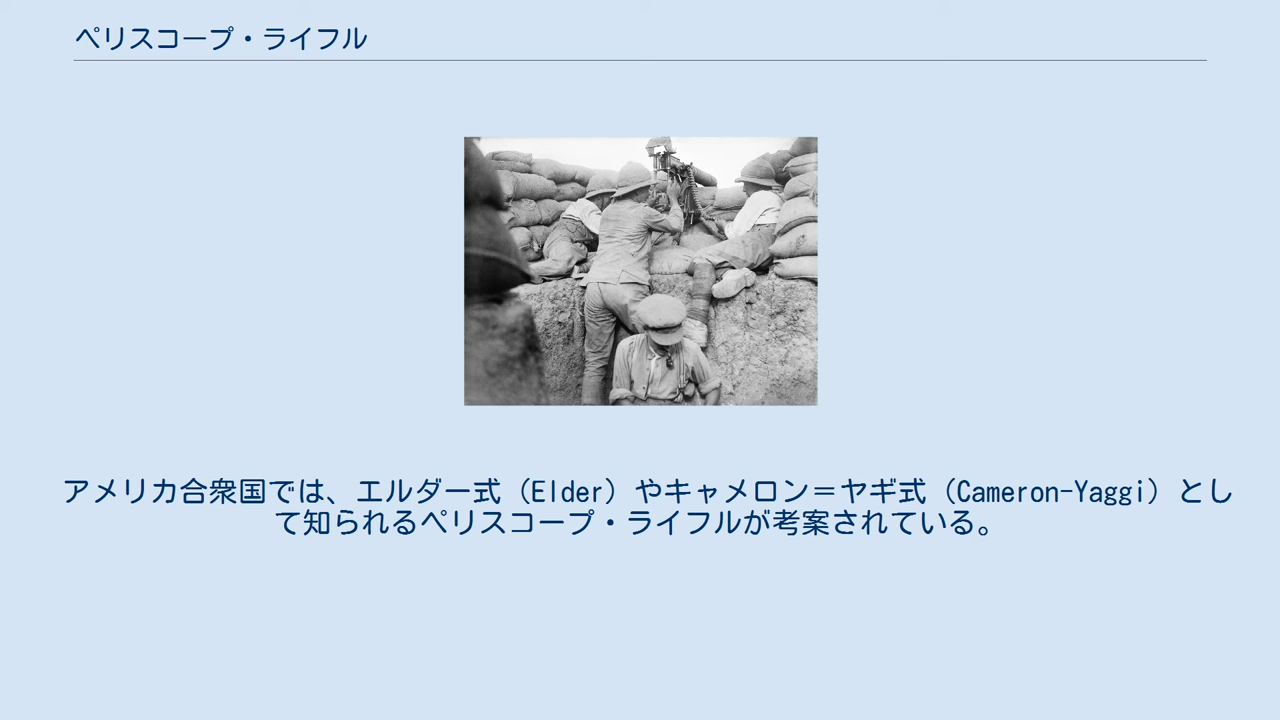 ペリスコープ・ライフル
アメリカ合衆国では、エルダー式（Elder）やキャメロン＝ヤギ式（Cameron-Yaggi）とし
て知られるペリスコープ・ライフルが考案されている。